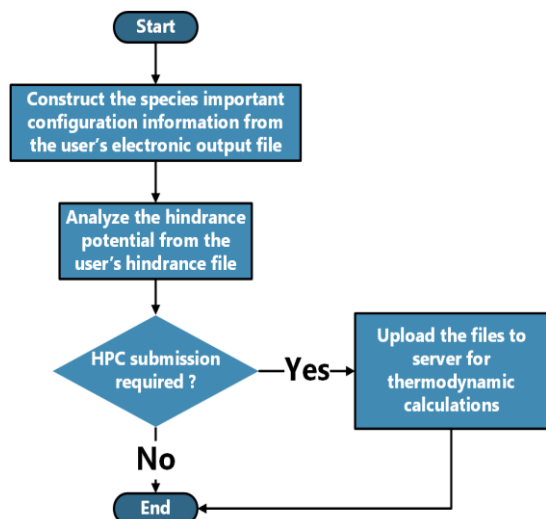 Start
Construct the species important
configuration information from
the user's electronic output file
Analyze the hindrance
potential from the
user's hindrance file
HPC submission
required ?
Yes
Upload the files to
server for
thermodynamic
calculations
No
End